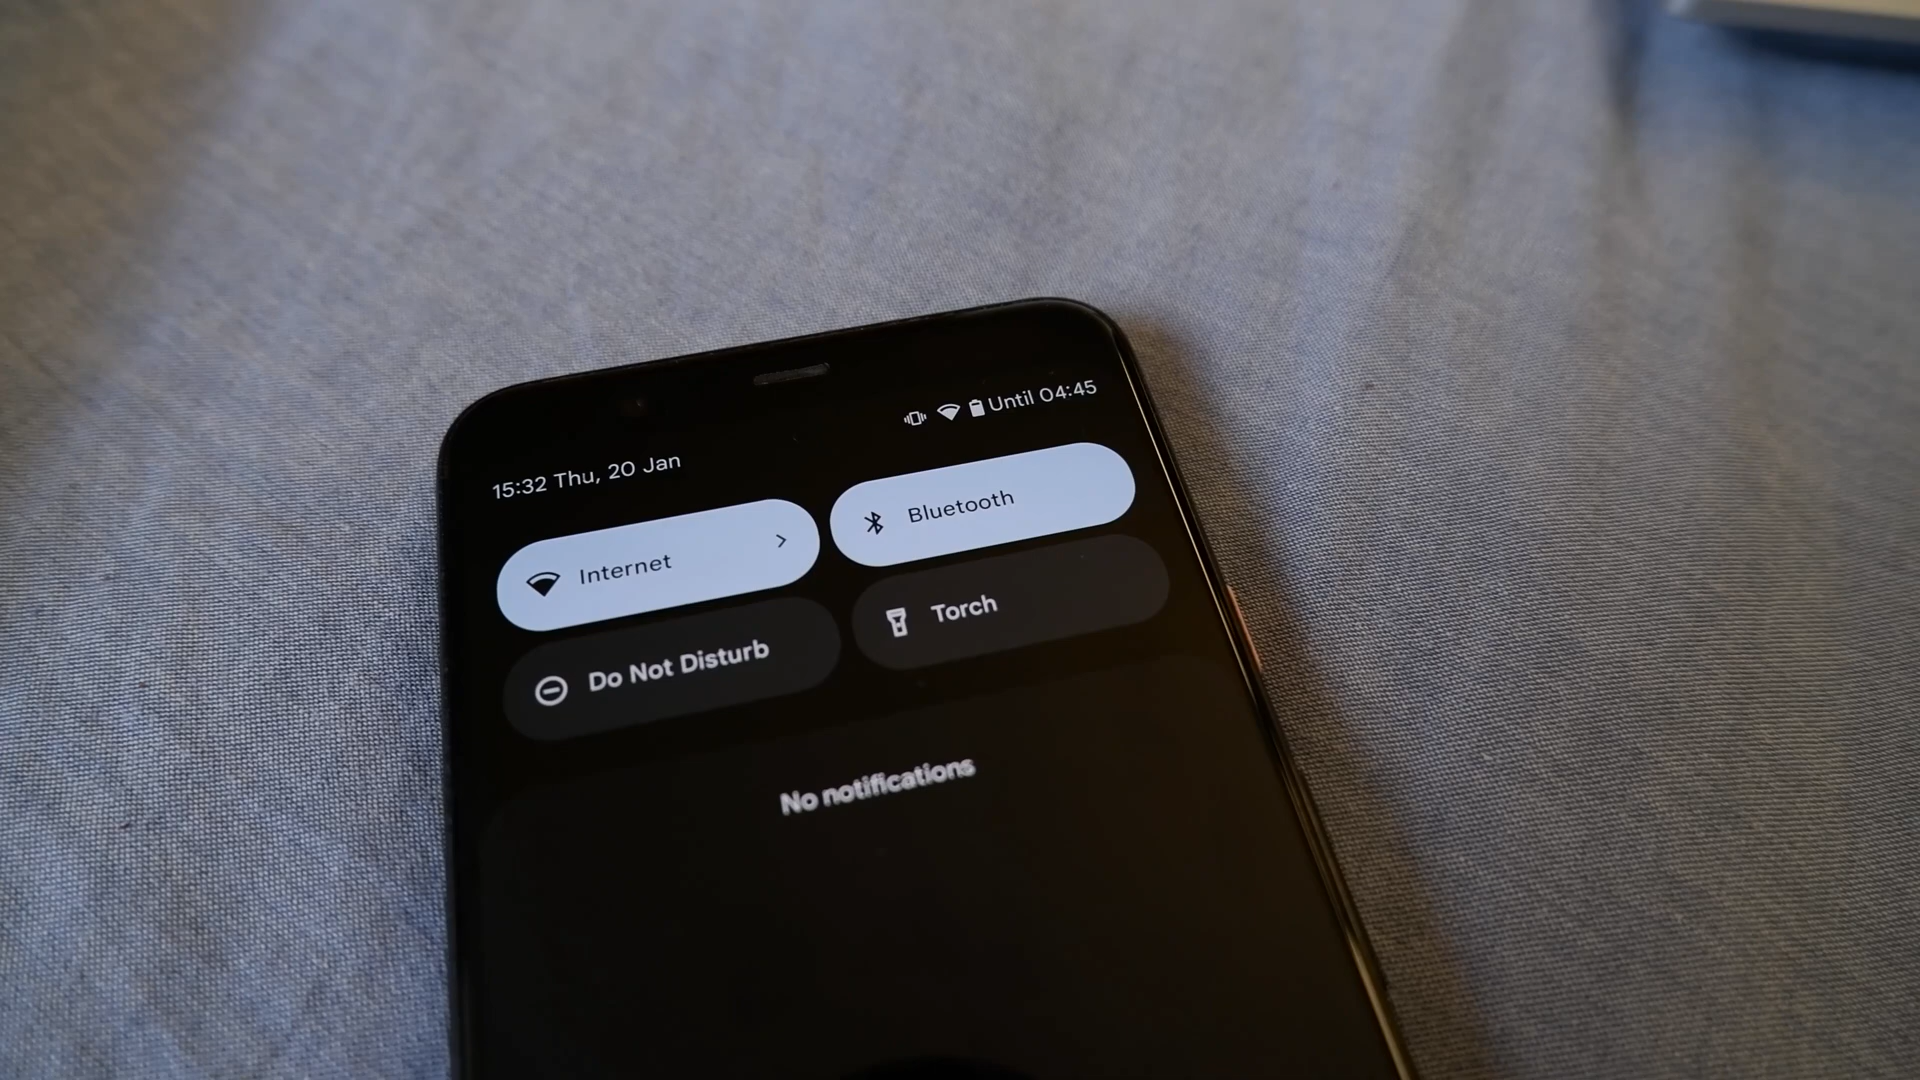 Until 04:45
15:32 Thu, 20 Jan
Internet
Bluetooth
Do Not Disturb
Torch
No notifications